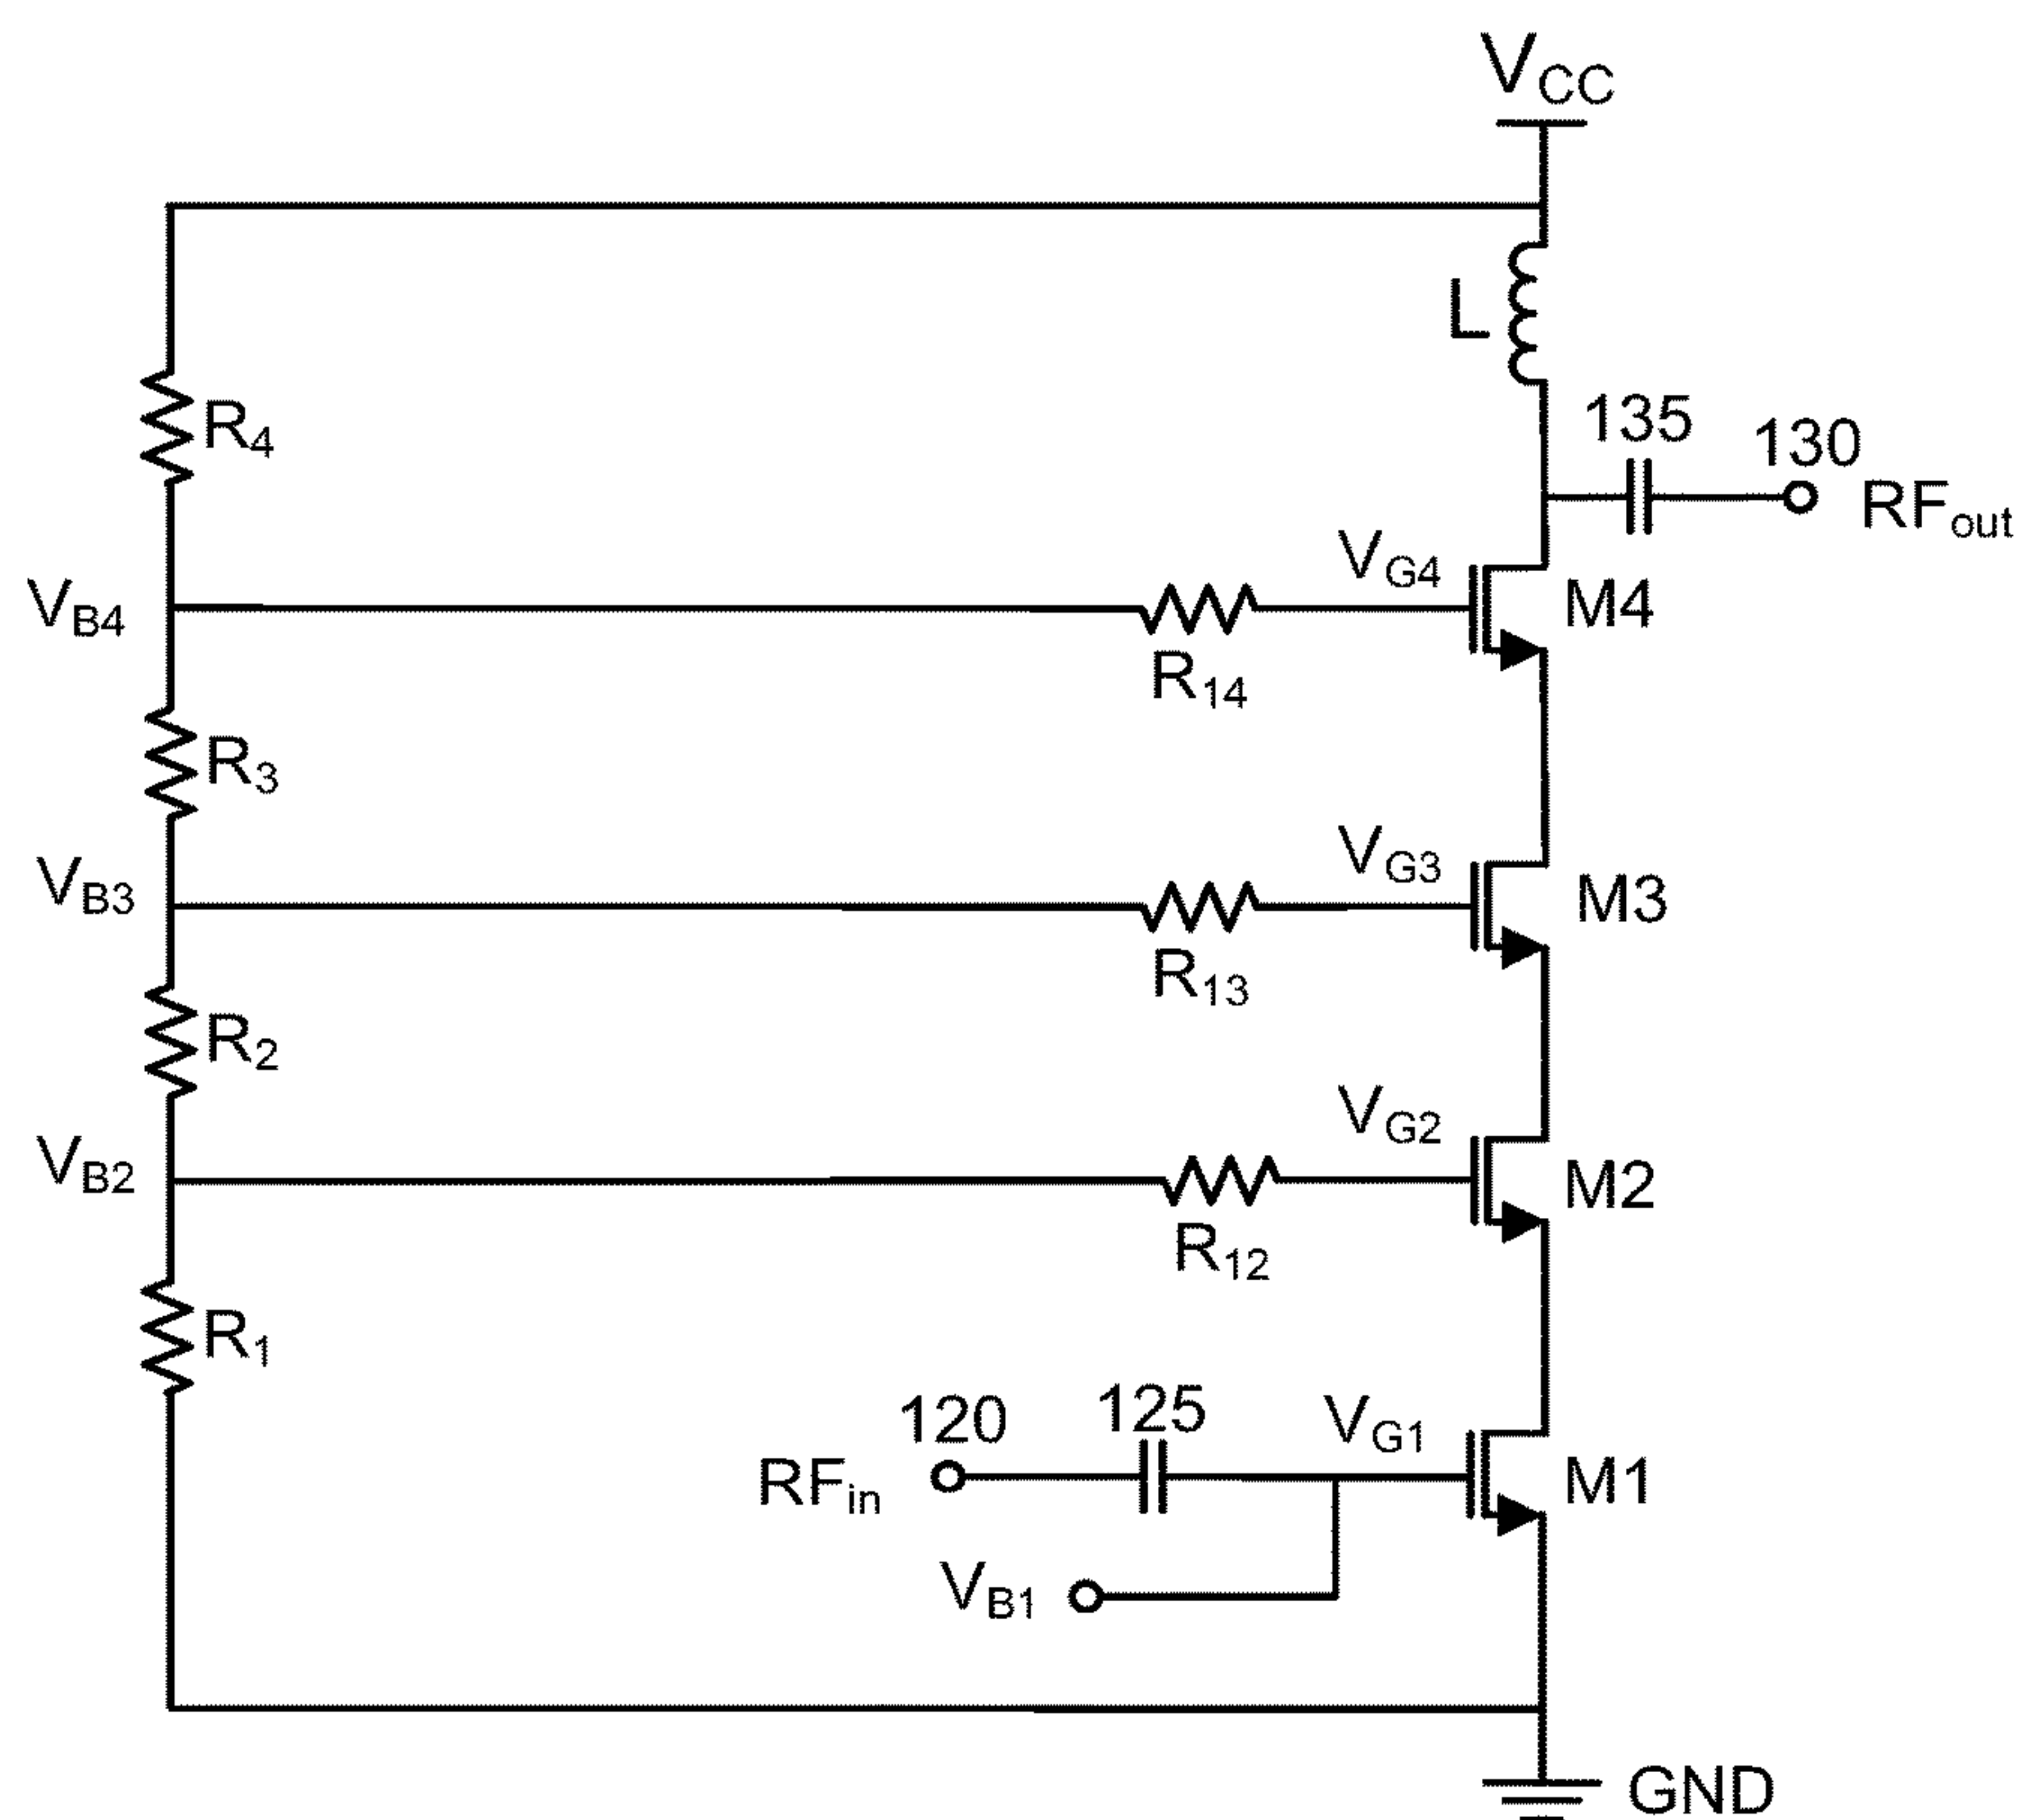 VCC
L
135
130
RFout
R4
VG4
VB4
M4
R14
R3
VG3
VB3
M3
R13
R2
VG2
VB2
M2
R12
R1
120
125
VG1
RFin
M1
VB1
GND